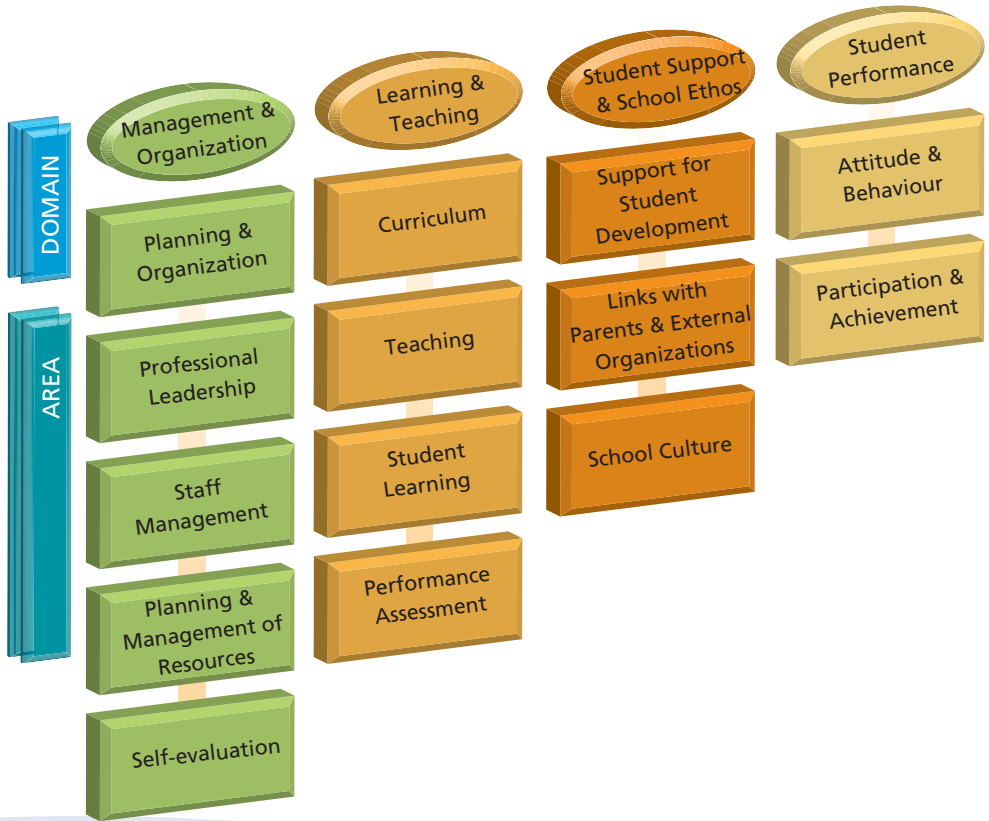 DOMAIN
AREA
Management &
Organization
Planning &
Organization
Professional
Leadership
Staff
Management
Planning &
Management of
Resources
Self-evaluation
Learning &
Teaching
Curriculum
Teaching
Student
Learning
Performance
Assessment
Student Support
& School Ethos
Support for
Student
Development
Links with
Parents & External
Organizations
School Culture
Student
Performance
Attitude &
Behaviour
Participation &
Achievement